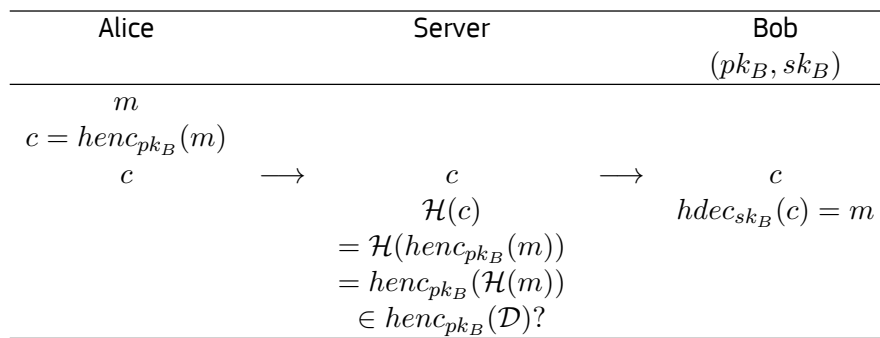 Alice Server Bob
(pk_B, sk_B)
m
c = henc_{pk_B}(m)
c ⟶ c ⟶ c
ℋ(c) hdec_{sk_B}(c) = m
= ℋ(henc_{pk_B}(m))
= henc_{pk_B}(ℋ(m))
∈ henc_{pk_B}(𝒟)?